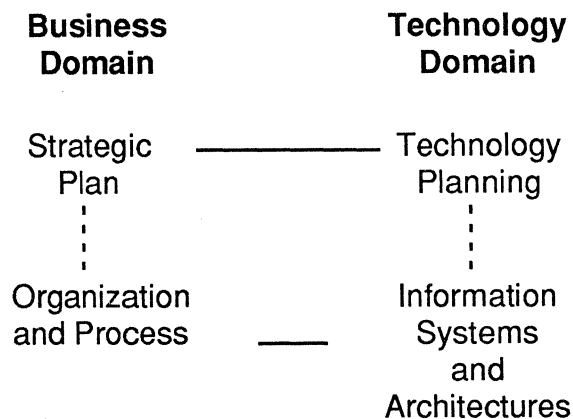 Business
Domain
Technology
Domain
Strategic
Plan
Technology
Planning
Organization
and Process
Information
Systems
and
Architectures